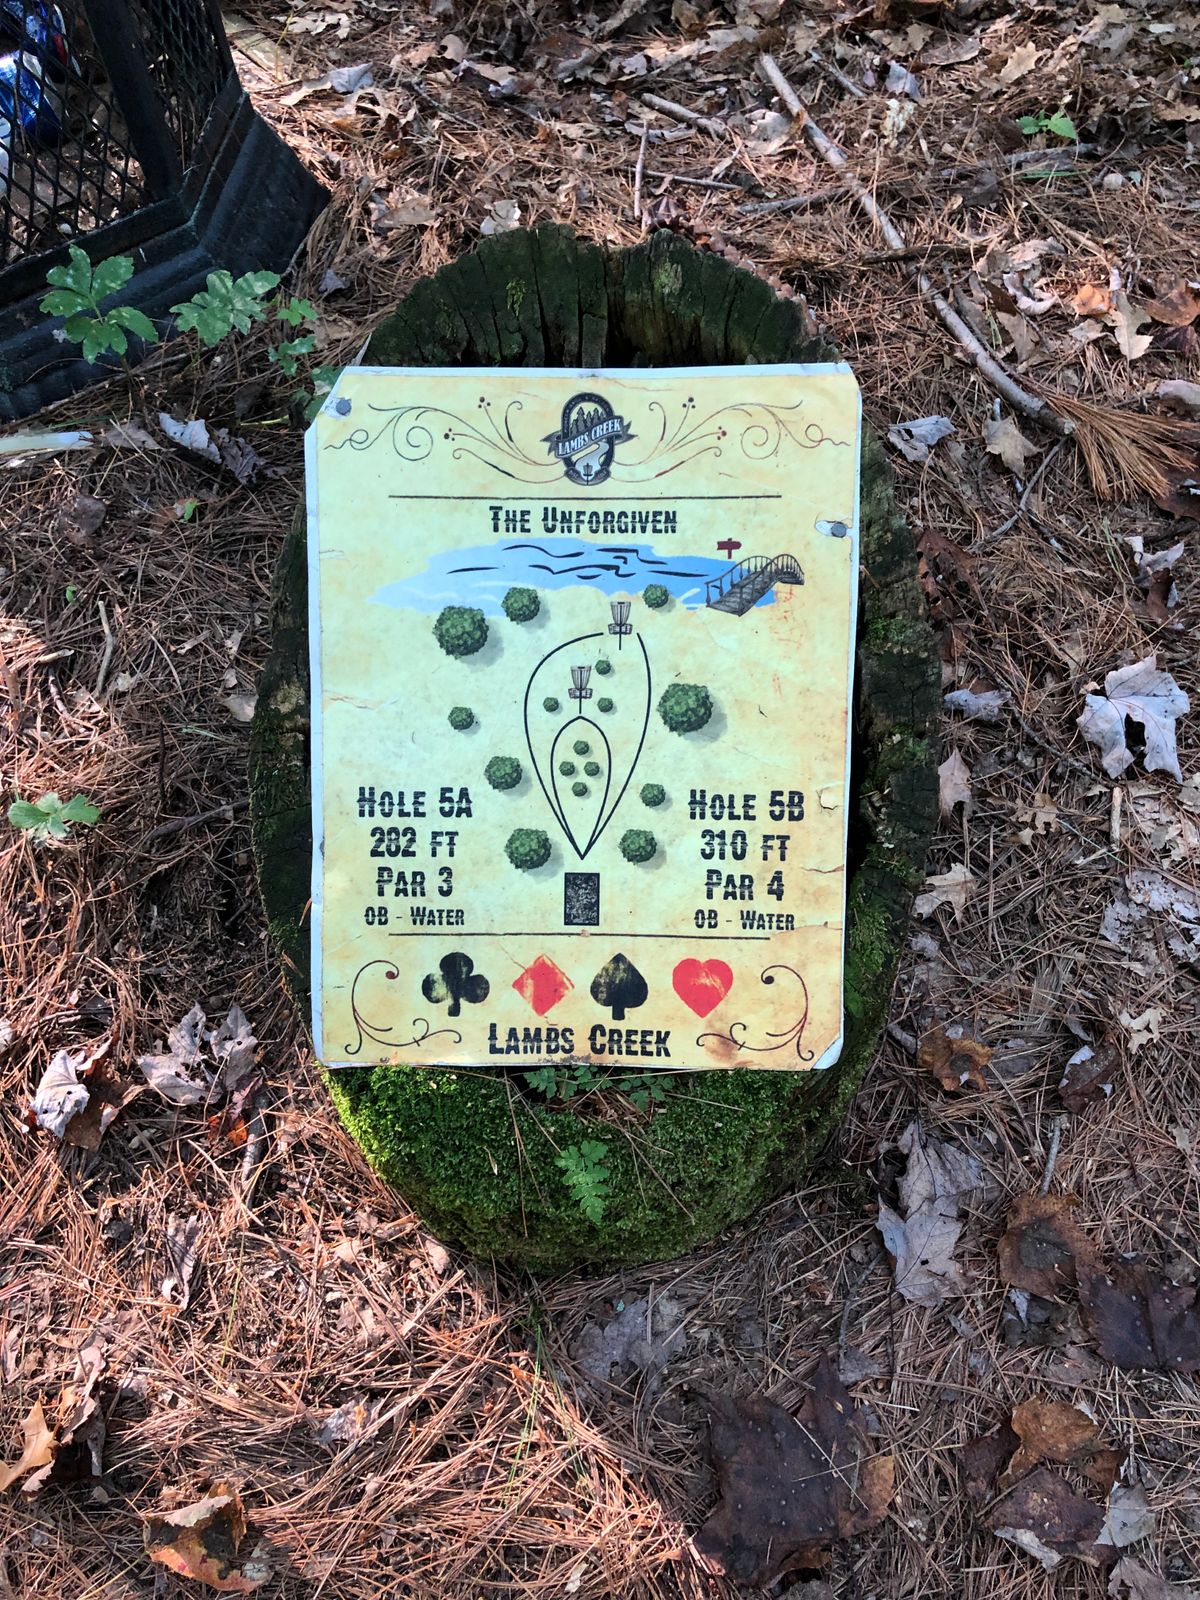 LAMBS CREEK
THE UNFORGIVEN
HOLE 5A
282 FT
PAR 3
OB - WATER
HOLE 5B
310 FT
PAR 4
OB - WATER
LAMBS CREEK